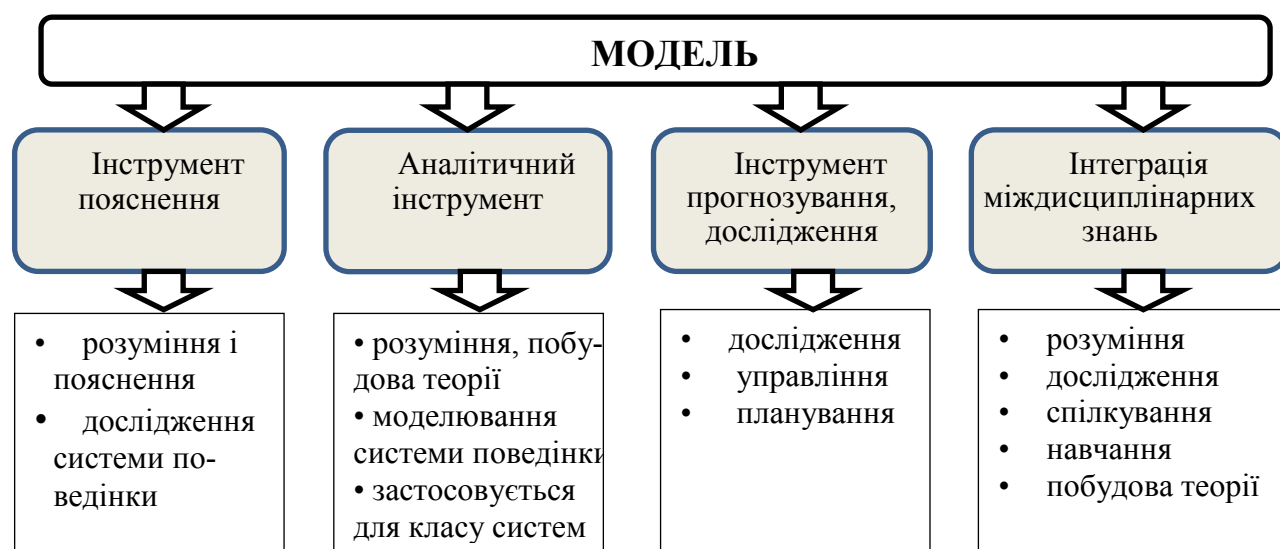 МОДЕЛЬ
Інструмент
пояснення
Аналітичний
інструмент
Інструмент
прогнозування,
дослідження
Інтеграція
міждисциплінарних
знань
• розуміння і
пояснення
• дослідження
системи по-
ведінки
• розуміння, побу-
дова теорії
• моделювання
системи поведінки
• застосовується
для класу систем
• дослідження
• управління
• планування
• розуміння
• дослідження
• спілкування
• навчання
• побудова теорії